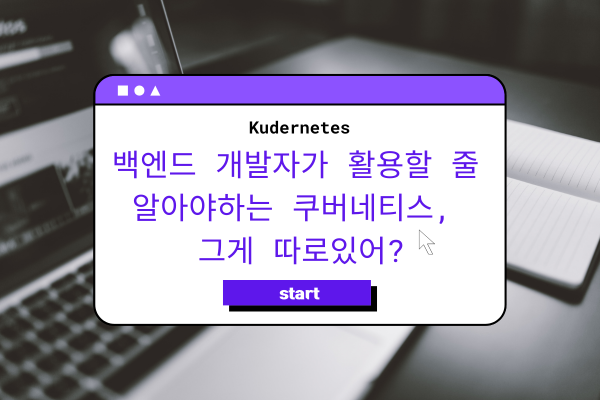 Kudernetes
백엔드 개발자가 활용할 줄
알아야하는 쿠버네티스,
그게 따로있어?
start